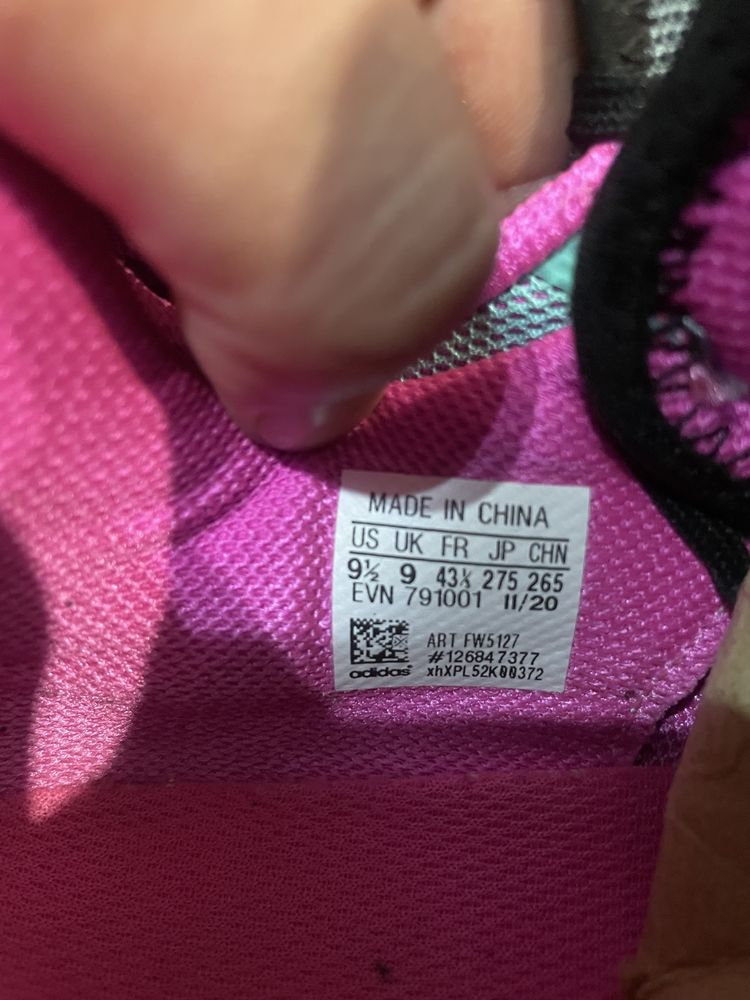 MADE IN CHINA
US UK FR JP CHN
9½ 9 43⅓ 275 265
EVN 791001 11/20
ART FW5127
#126847377
adidas xhXPL52K00372